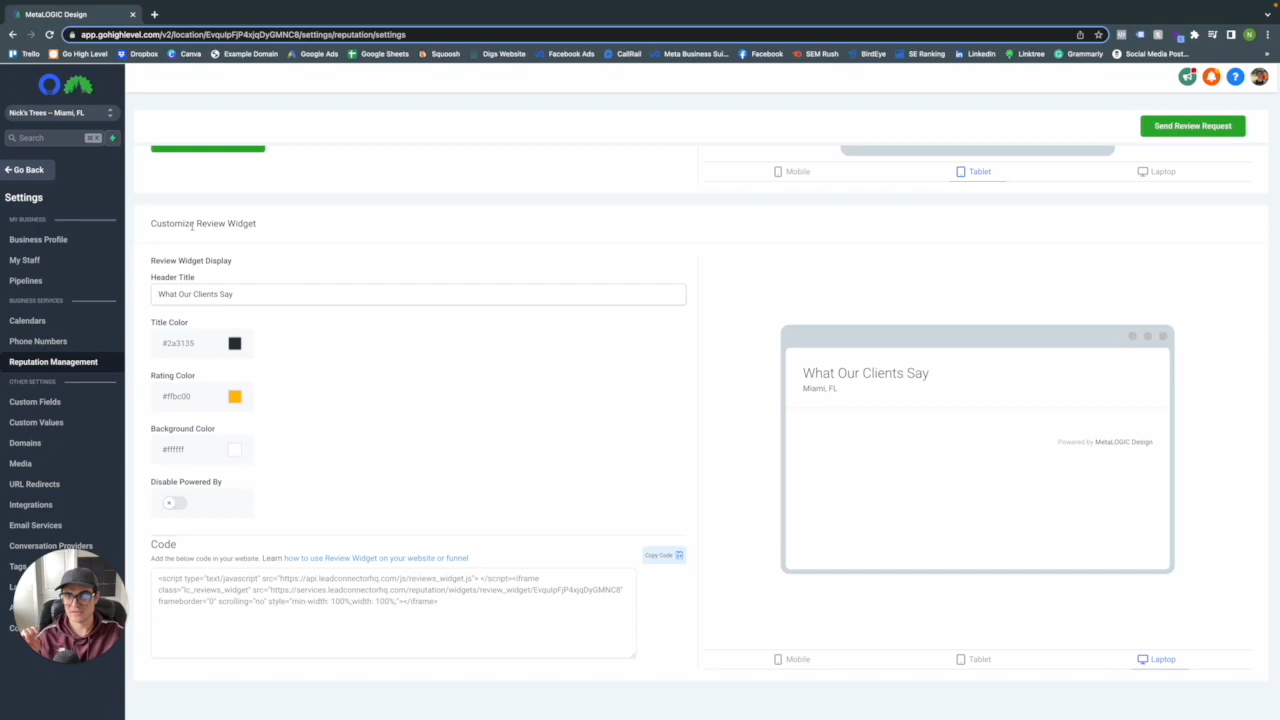 MetaLOGIC Design
app.gohighlevel.com/v2/location/EvquIpFjP4xjqDyGMNC8/settings/reputation/settings
Trello
Go High Level
Dropbox
Canva
Example Domain
Google Ads
Google Sheets
Squoosh
Digs Website
Facebook Ads
CallRail
Meta Business Sui...
Facebook
SEM Rush
BirdEye
SE Ranking
LinkedIn
Linktree
Grammarly
Social Media Post...
Nick's Trees -- Miami, FL
Search
⌘K
Go Back
Settings
MY BUSINESS
Business Profile
My Staff
Pipelines
BUSINESS SERVICES
Calendars
Phone Numbers
Reputation Management
OTHER SETTINGS
Custom Fields
Custom Values
Domains
Media
URL Redirects
Integrations
Email Services
Conversation Providers
Send Review Request
Mobile
Tablet
Laptop
Customize Review Widget
Review Widget Display
Header Title
What Our Clients Say
Title Color
#2a3135
Rating Color
#ffbc00
Background Color
#ffffff
Disable Powered By
Code
Add the below code in your website. Learn how to use Review Widget on your website or funnel
Copy Code
<script type="text/javascript" src="https://api.leadconnectorhq.com/js/reviews_widget.js"> </script><iframe
class="lc_reviews_widget" src="https://services.leadconnectorhq.com/reputation/widgets/review_widget/EvquIpFjP4xjqDyGMNC8"
frameborder="0" scrolling="no" style="min-width: 100%;width: 100%;"></iframe>
What Our Clients Say
Miami, FL
Powered by MetaLOGIC Design
Mobile
Tablet
Laptop